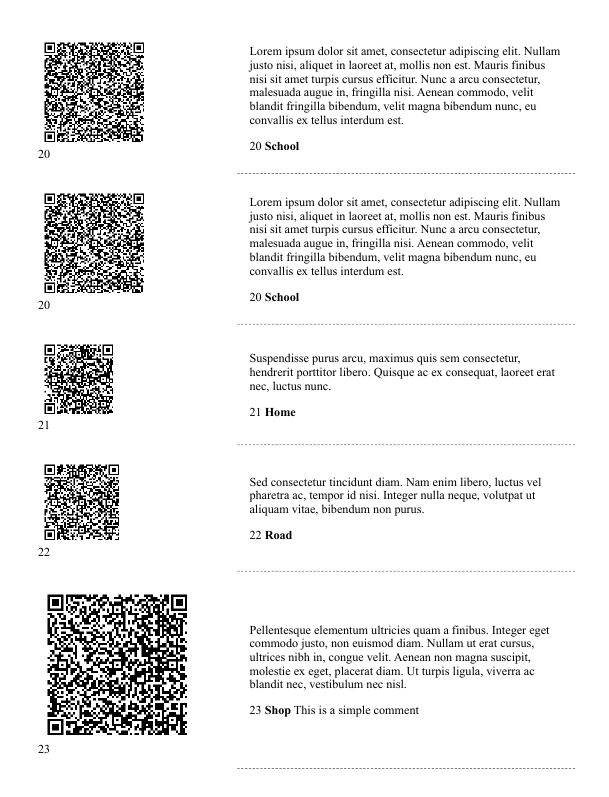 Lorem ipsum dolor sit amet, consectetur adipiscing elit. Nullam
justo nisi, aliquet in laoreet at, mollis non est. Mauris finibus
nisi sit amet turpis cursus efficitur. Nunc a arcu consectetur,
malesuada augue in, fringilla nisi. Aenean commodo, velit
blandit fringilla bibendum, velit magna bibendum nunc, eu
convallis ex tellus interdum est.
20 School
20
Lorem ipsum dolor sit amet, consectetur adipiscing elit. Nullam
justo nisi, aliquet in laoreet at, mollis non est. Mauris finibus
nisi sit amet turpis cursus efficitur. Nunc a arcu consectetur,
malesuada augue in, fringilla nisi. Aenean commodo, velit
blandit fringilla bibendum, velit magna bibendum nunc, eu
convallis ex tellus interdum est.
20 School
20
Suspendisse purus arcu, maximus quis sem consectetur,
hendrerit porttitor libero. Quisque ac ex consequat, laoreet erat
nec, luctus nunc.
21 Home
21
Sed consectetur tincidunt diam. Nam enim libero, luctus vel
pharetra ac, tempor id nisi. Integer nulla neque, volutpat ut
aliquam vitae, bibendum non purus.
22 Road
22
Pellentesque elementum ultricies quam a finibus. Integer eget
commodo justo, non euismod diam. Nullam ut erat cursus,
ultrices nibh in, congue velit. Aenean non magna suscipit,
molestie ex eget, placerat diam. Ut turpis ligula, viverra ac
blandit nec, vestibulum nec nisl.
23 Shop This is a simple comment
23